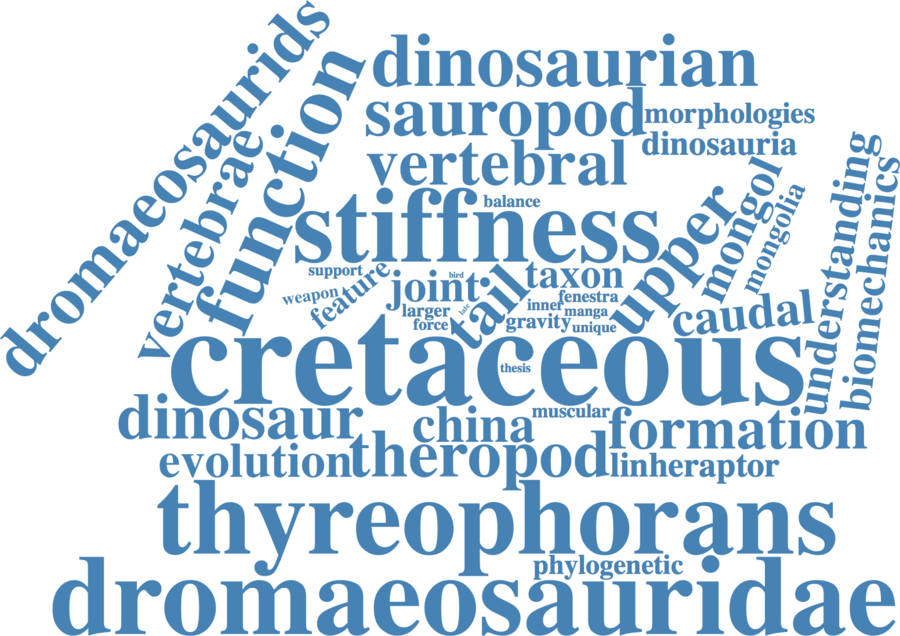 dromaeosaurids
vertebrae
function
dinosaurian
sauropod
morphologies
dinosauria
vertebral
balance
stiffness
upper
mongol
mongolia
understanding
biomechanics
support
weapon
feature
joint
bird
tail
late
taxon
larger
force
innef
fenestra
manga
gravity
unique
caudal
cretaceous
thesis
dinosaur
china
muscular
formation
evolution
theropod
linheraptor
thyreophorans
phylogenetic
dromaeosauridae